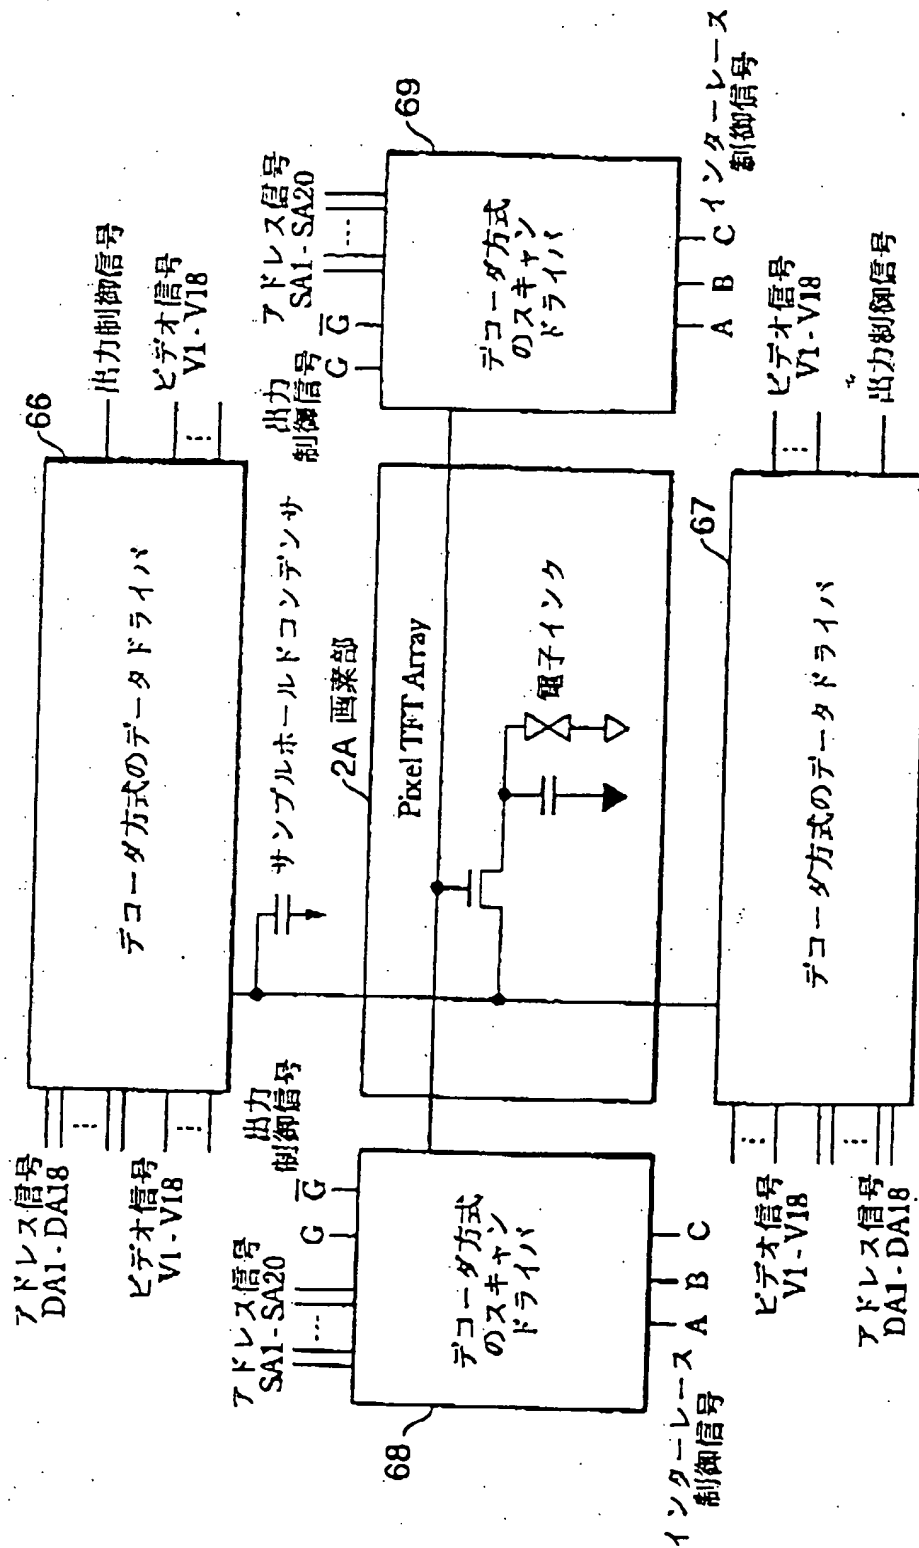 アドレス信号
DA1-DA18
ビデオ信号
V1-V18
デコーダ方式のデータドライバ
66
出力制御信号
ビデオ信号
V1-V18
サンプルホールドコンデンサ
アドレス信号
SA1-SA20
出力
制御信号
G
G̅
68
デコーダ方式
のスキャン
ドライバ
A
B
C
インターレース
制御信号
2A 画素部
Pixel TFT Array
電子インク
出力
制御信号
G
G̅
アドレス信号
SA1-SA20
69
デコーダ方式
のスキャン
ドライバ
A
B
C
インターレース
制御信号
67
ビデオ信号
V1-V18
アドレス信号
DA1-DA18
デコーダ方式のデータドライバ
ビデオ信号
V1-V18
出力制御信号